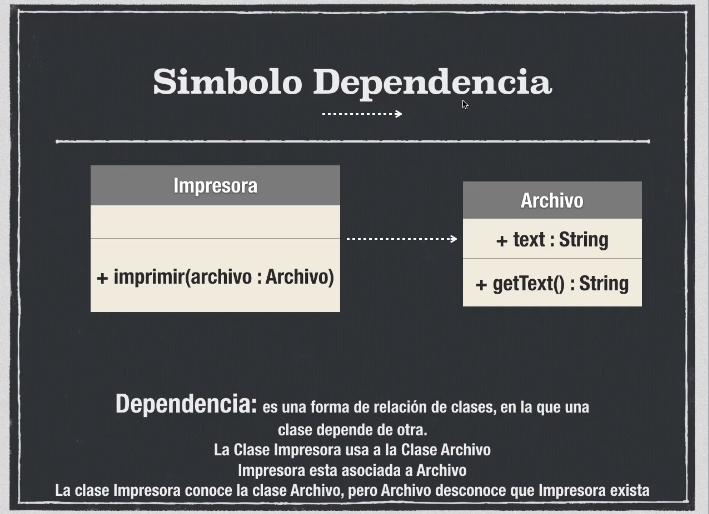 Simbolo Dependencia
Impresora
+ imprimir(archivo : Archivo)
Archivo
+ text : String
+ getText() : String
Dependencia: es una forma de relación de clases, en la que una
clase depende de otra.
La Clase Impresora usa a la Clase Archivo
Impresora esta asociada a Archivo
La clase Impresora conoce la clase Archivo, pero Archivo desconoce que Impresora exista